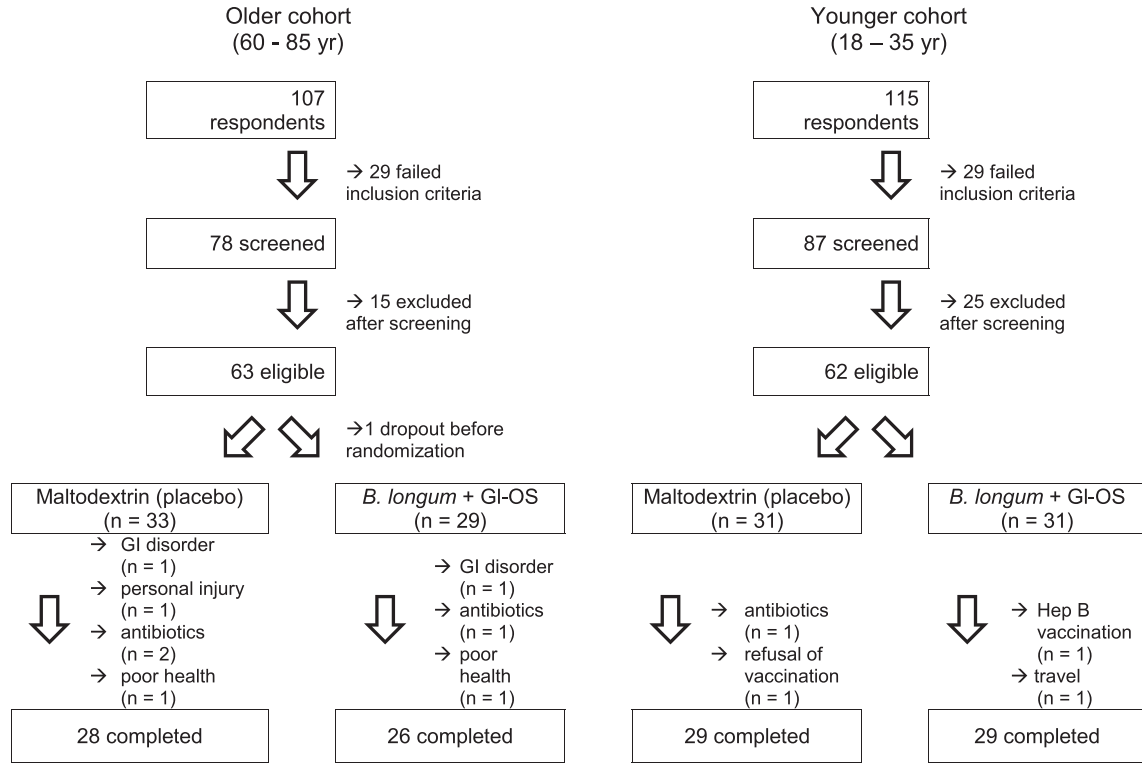 Older cohort
(60 - 85 yr)
107
respondents
→ 29 failed
inclusion criteria
78 screened
→ 15 excluded
after screening
63 eligible
→1 dropout before
randomization
Maltodextrin (placebo)
(n = 33)
→ GI disorder
(n = 1)
→ personal injury
(n = 1)
→ antibiotics
(n = 2)
→ poor health
(n = 1)
28 completed
B. longum + Gl-OS
(n = 29)
→ GI disorder
(n = 1)
→ antibiotics
(n = 1)
→ poor
health
(n = 1)
26 completed
Younger cohort
(18 – 35 yr)
115
respondents
→ 29 failed
inclusion criteria
87 screened
→ 25 excluded
after screening
62 eligible
Maltodextrin (placebo)
(n = 31)
→ antibiotics
(n = 1)
→ refusal of
vaccination
(n = 1)
29 completed
B. longum + Gl-OS
(n = 31)
→ Hep B
vaccination
(n = 1)
→ travel
(n = 1)
29 completed